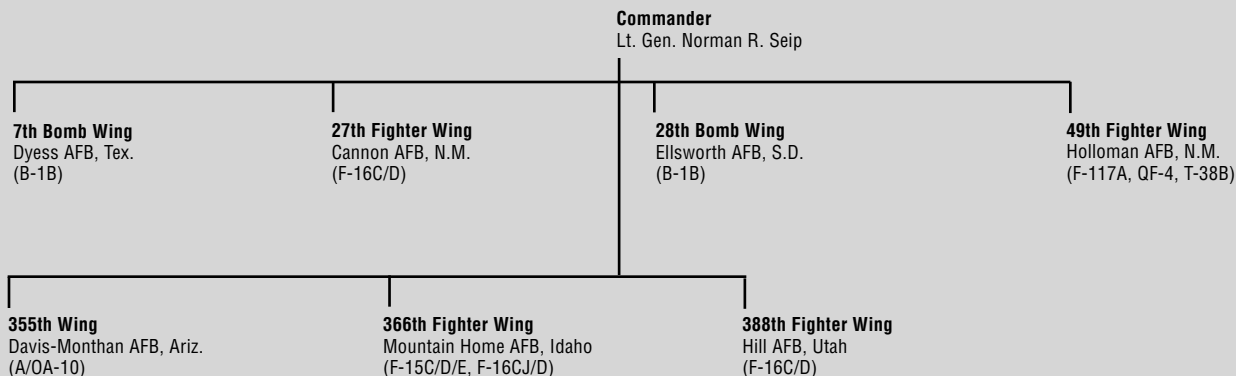 Commander
Lt. Gen. Norman R. Seip
7th Bomb Wing
Dyess AFB, Tex.
(B-1B)
27th Fighter Wing
Cannon AFB, N.M.
(F-16C/D)
28th Bomb Wing
Ellsworth AFB, S.D.
(B-1B)
49th Fighter Wing
Holloman AFB, N.M.
(F-117A, QF-4, T-38B)
355th Wing
Davis-Monthan AFB, Ariz.
(A/OA-10)
366th Fighter Wing
Mountain Home AFB, Idaho
(F-15C/D/E, F-16CJ/D)
388th Fighter Wing
Hill AFB, Utah
(F-16C/D)